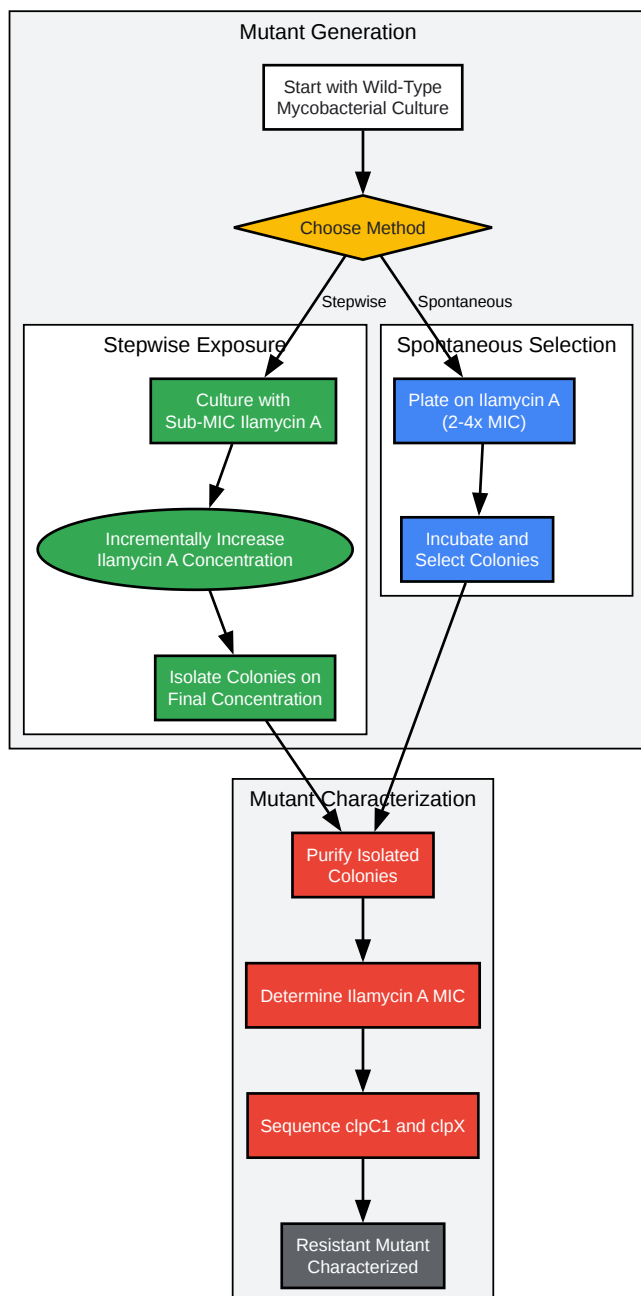 Mutant Generation
Start with Wild-Type
Mycobacterial Culture
Choose Method
Stepwise
Spontaneous
Stepwise Exposure
Culture with
Sub-MIC Ilamycin A
Incrementally Increase
Ilamycin A Concentration
Isolate Colonies on
Final Concentration
Spontaneous Selection
Plate on Ilamycin A
(2-4x MIC)
Incubate and
Select Colonies
Mutant Characterization
Purify Isolated
Colonies
Determine Ilamycin A MIC
Sequence clpC1 and clpX
Resistant Mutant
Characterized